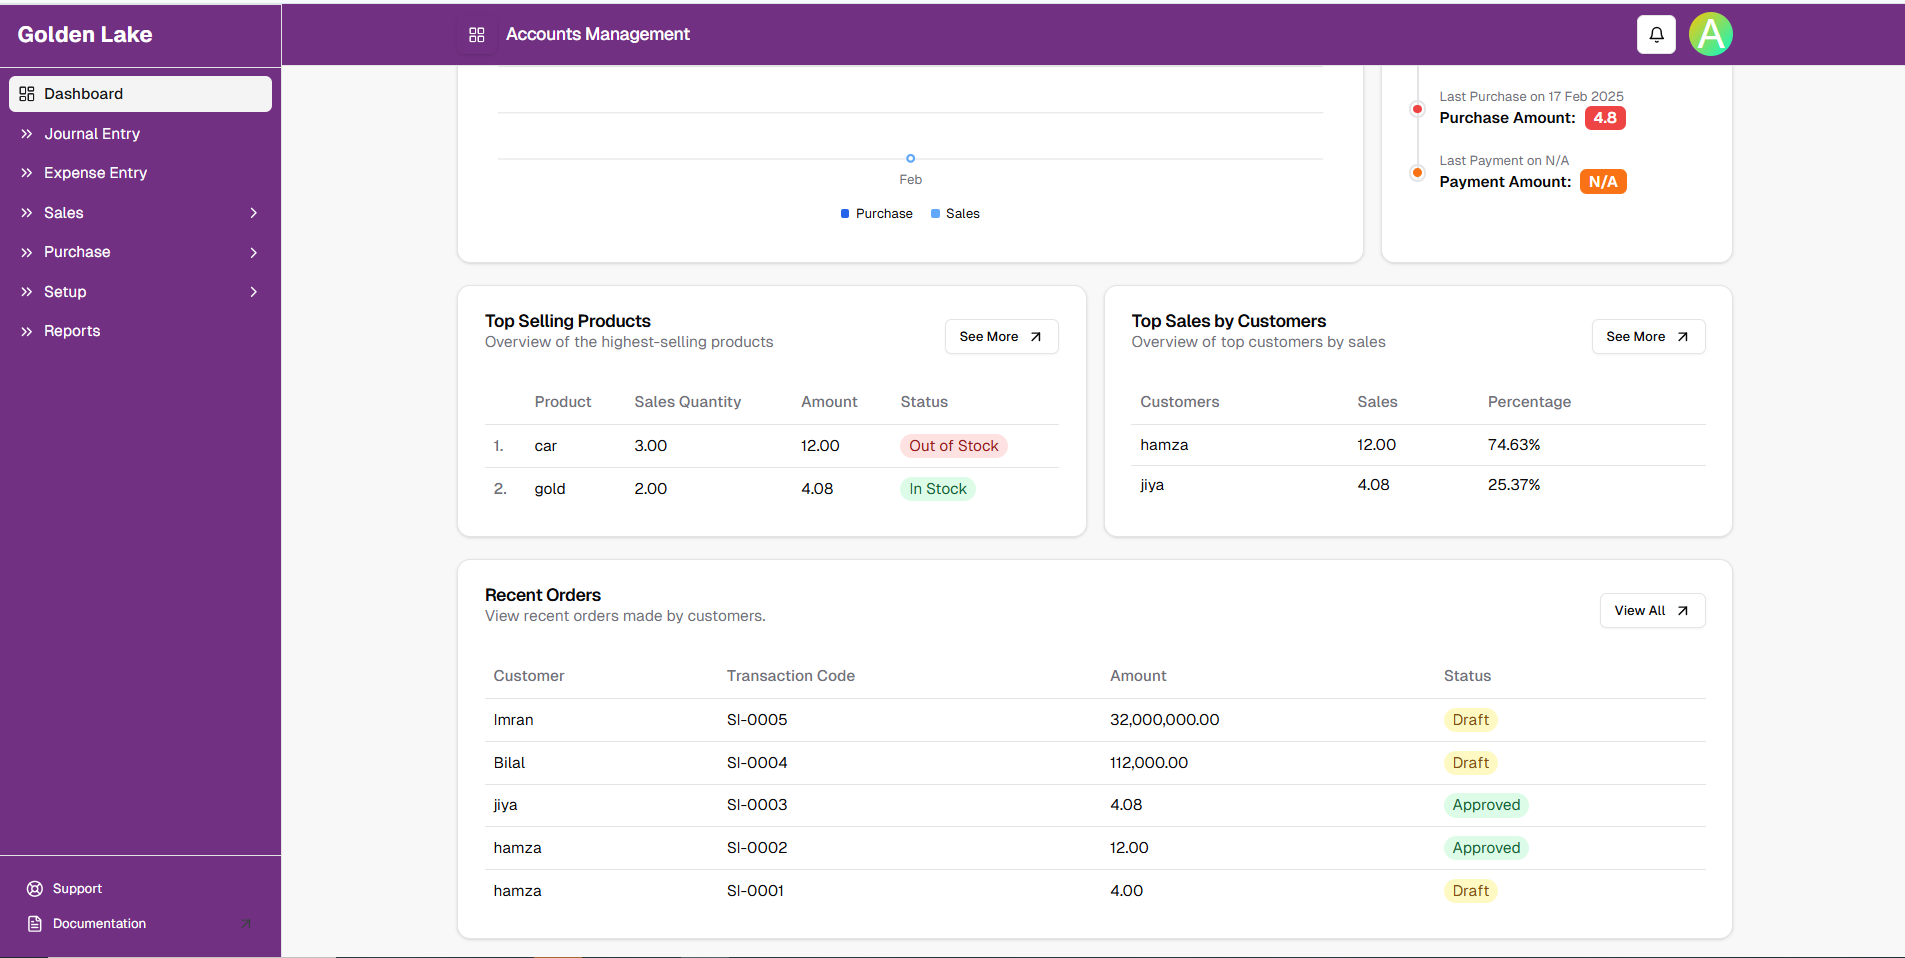 Golden Lake
Accounts Management
A
Dashboard
Journal Entry
Expense Entry
Sales
Purchase
Setup
Reports
Support
Documentation
Feb
Purchase Sales
Last Purchase on 17 Feb 2025
Purchase Amount: 4.8
Last Payment on N/A
Payment Amount: N/A
Top Selling Products
Overview of the highest-selling products
See More
Product Sales Quantity Amount Status
1. car 3.00 12.00 Out of Stock
2. gold 2.00 4.08 In Stock
Top Sales by Customers
Overview of top customers by sales
See More
Customers Sales Percentage
hamza 12.00 74.63%
jiya 4.08 25.37%
Recent Orders
View recent orders made by customers.
View All
Customer Transaction Code Amount Status
Imran SI-0005 32,000,000.00 Draft
Bilal SI-0004 112,000.00 Draft
jiya SI-0003 4.08 Approved
hamza SI-0002 12.00 Approved
hamza SI-0001 4.00 Draft